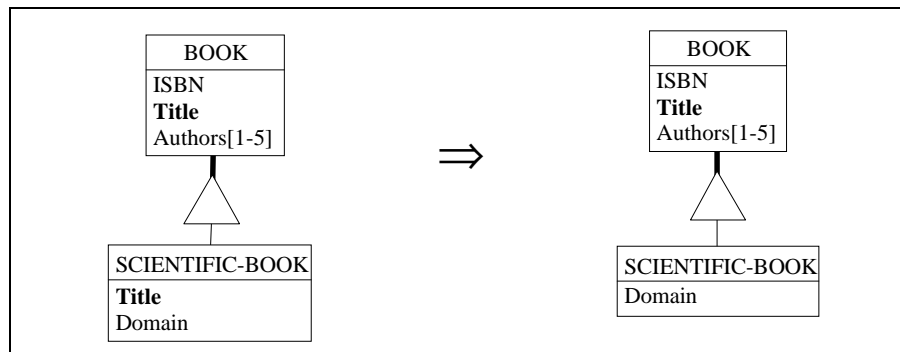 BOOK
ISBN
Title
Authors[1-5]
SCIENTIFIC-BOOK
Title
Domain
⇒
BOOK
ISBN
Title
Authors[1-5]
SCIENTIFIC-BOOK
Domain